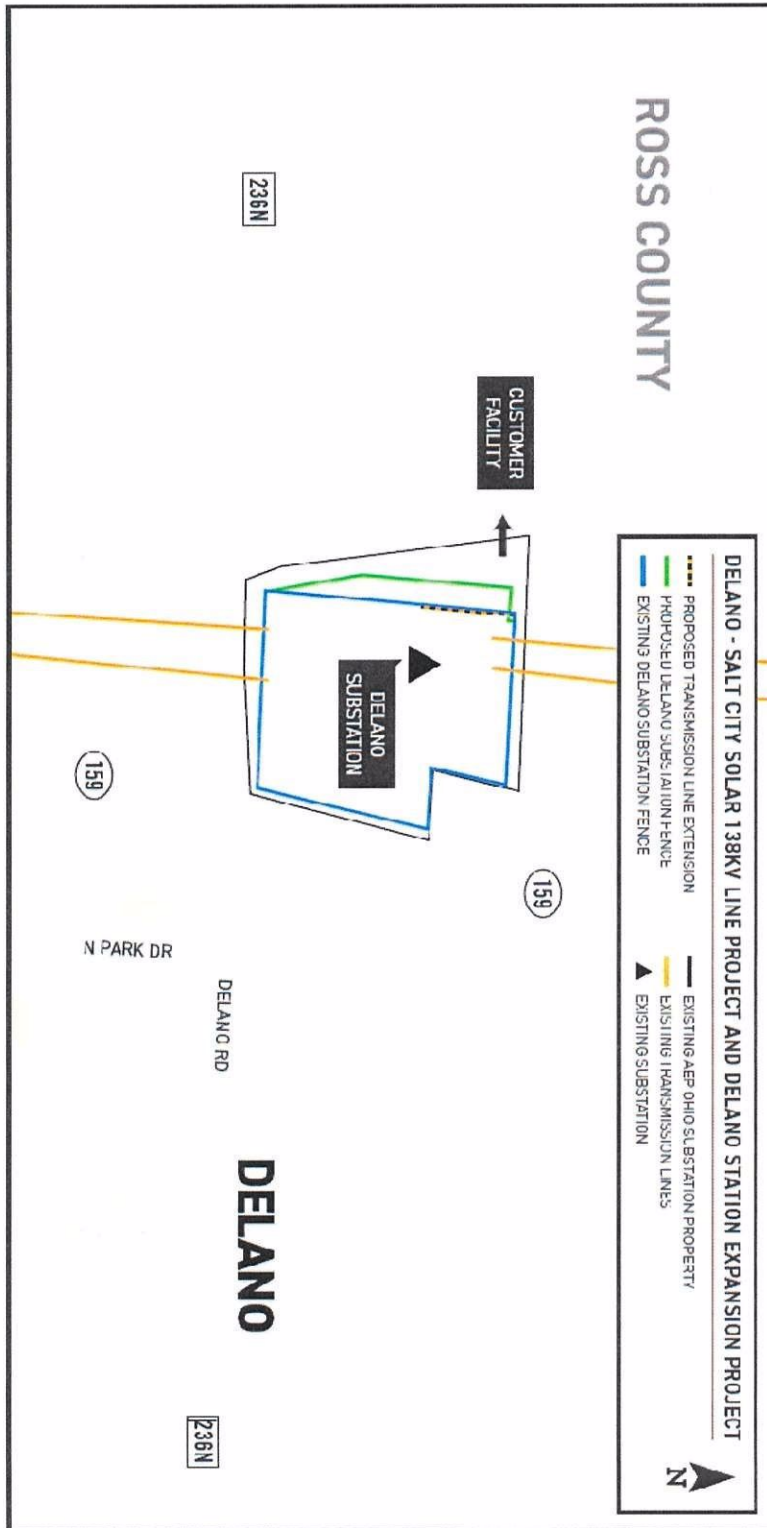 ROSS COUNTY
DELANO - SALT CITY SOLAR 138KV LINE PROJECT AND DELANO STATION EXPANSION PROJECT
PROPOSED TRANSMISSION LINE EXTENSION
PROPOSED DELANO SUBSTATION FENCE
EXISTING DELANO SUBSTATION FENCE
EXISTING AEP OHIO SUBSTATION PROPERTY
EXISTING TRANSMISSION LINES
EXISTING SUBSTATION
N
CUSTOMER
FACILITY
159
DELANO
SUBSTATION
236N
DELANO RD
DELANO
236N
159
N PARK DR